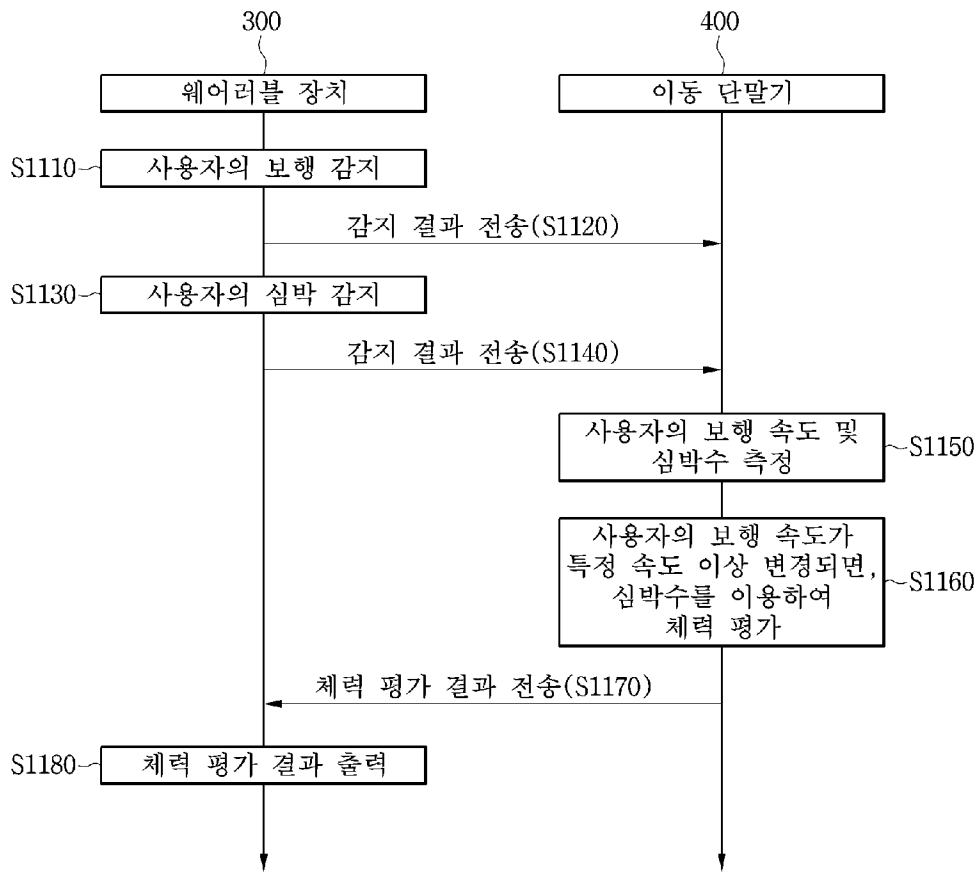 300
400
웨어러블 장치
이동 단말기
S1110
사용자의 보행 감지
감지 결과 전송(S1120)
S1130
사용자의 심박 감지
감지 결과 전송(S1140)
사용자의 보행 속도 및
심박수 측정
S1150
사용자의 보행 속도가
특정 속도 이상 변경되면,
심박수를 이용하여
체력 평가
S1160
체력 평가 결과 전송(S1170)
S1180
체력 평가 결과 출력